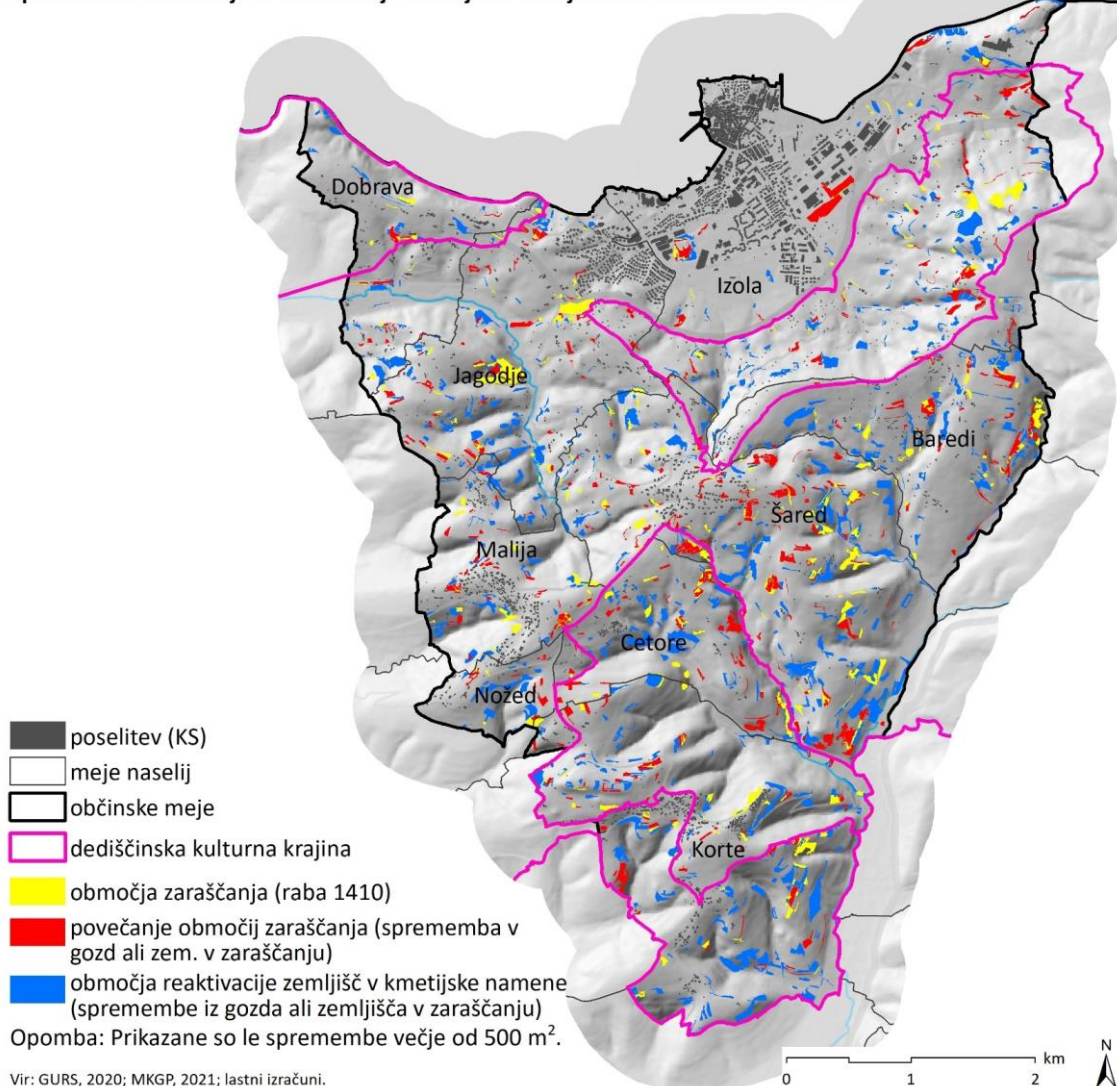 Dobrava
Izola
Jagodje
Baredi
Šared
Malija
Cetore
Nožed
Korte
poselitev (KS)
meje naselij
občinske meje
dediščinska kulturna krajina
območja zaraščanja (raba 1410)
povečanje območij zaraščanja (sprememba v
gozd ali zem. v zaraščanju)
območja reaktivacije zemljišč v kmetijske namene
(spremembe iz gozda ali zemljišča v zaraščanju)
Opomba: Prikazane so le spremembe večje od 500 m².
Vir: GURS, 2020; MKGP, 2021; lastni izračuni.
km
0 1 2
N